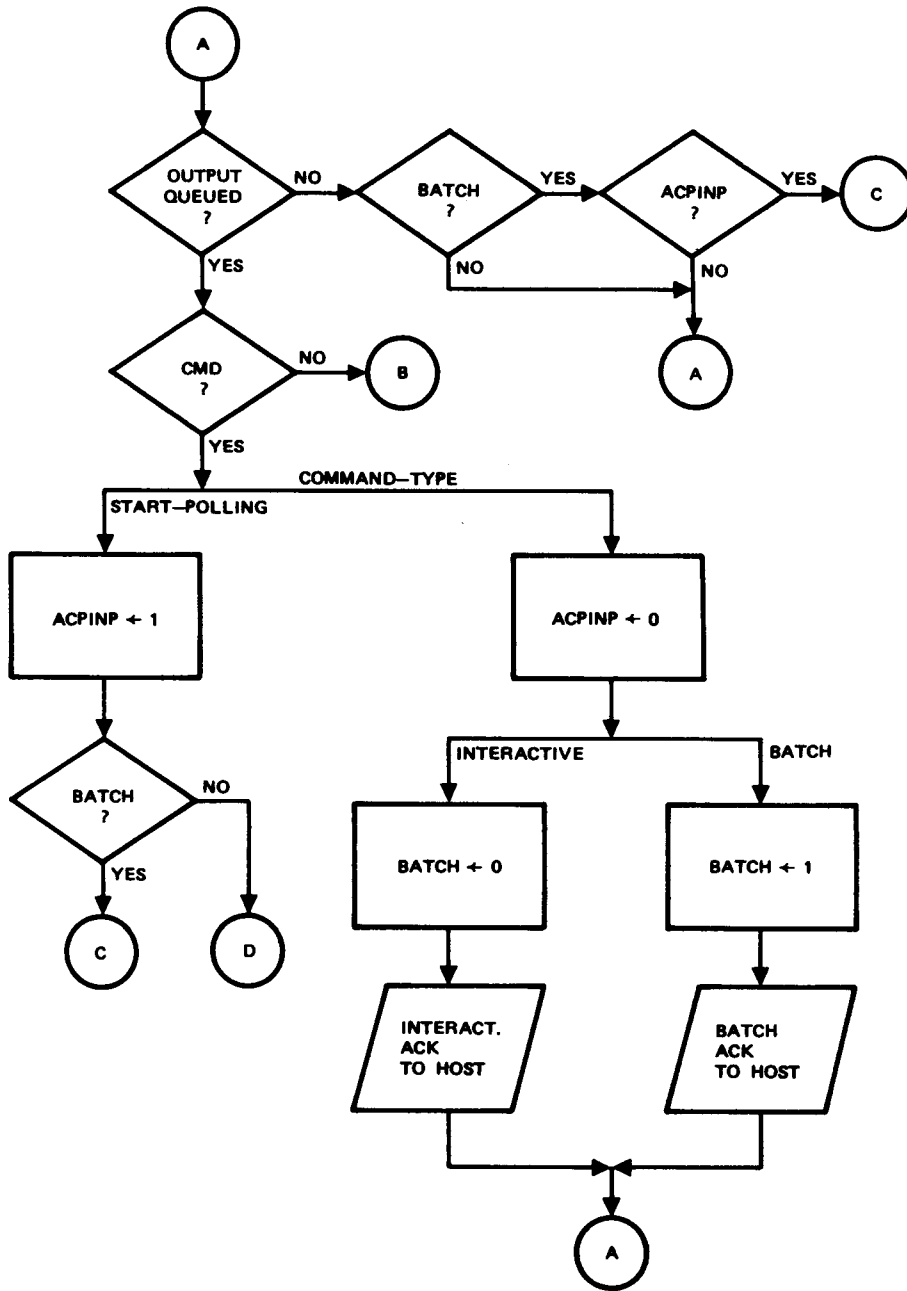 A
OUTPUT
QUEUED
?
NO
BATCH
?
YES
ACPINP
?
YES
C
YES
NO
NO
CMD
?
NO
B
A
YES
COMMAND-TYPE
START-POLLING
ACPINP ← 1
ACPINP ← 0
INTERACTIVE
BATCH
BATCH
?
NO
YES
BATCH ← 0
BATCH ← 1
C
D
INTERACT.
ACK
TO HOST
BATCH
ACK
TO HOST
A